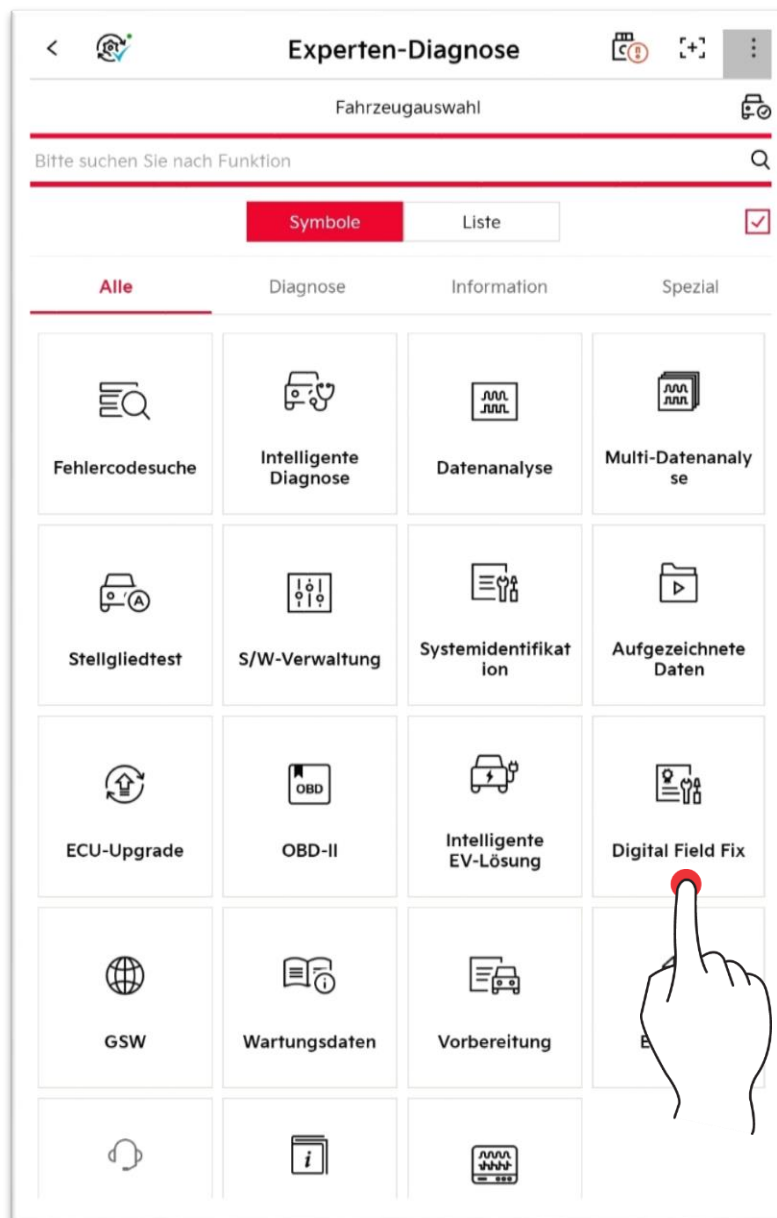 Experten-Diagnose
Fahrzeugauswahl
Bitte suchen Sie nach Funktion
Symbole
Liste
Alle
Diagnose
Information
Spezial
Fehlercodesuche
Intelligente
Diagnose
Datenanalyse
Multi-Datenanaly
se
Stellgliedtest
S/W-Verwaltung
Systemidentifikat
ion
Aufgezeichnete
Daten
ECU-Upgrade
OBD
OBD-II
Intelligente
EV-Lösung
Digital Field Fix
GSW
Wartungsdaten
Vorbereitung